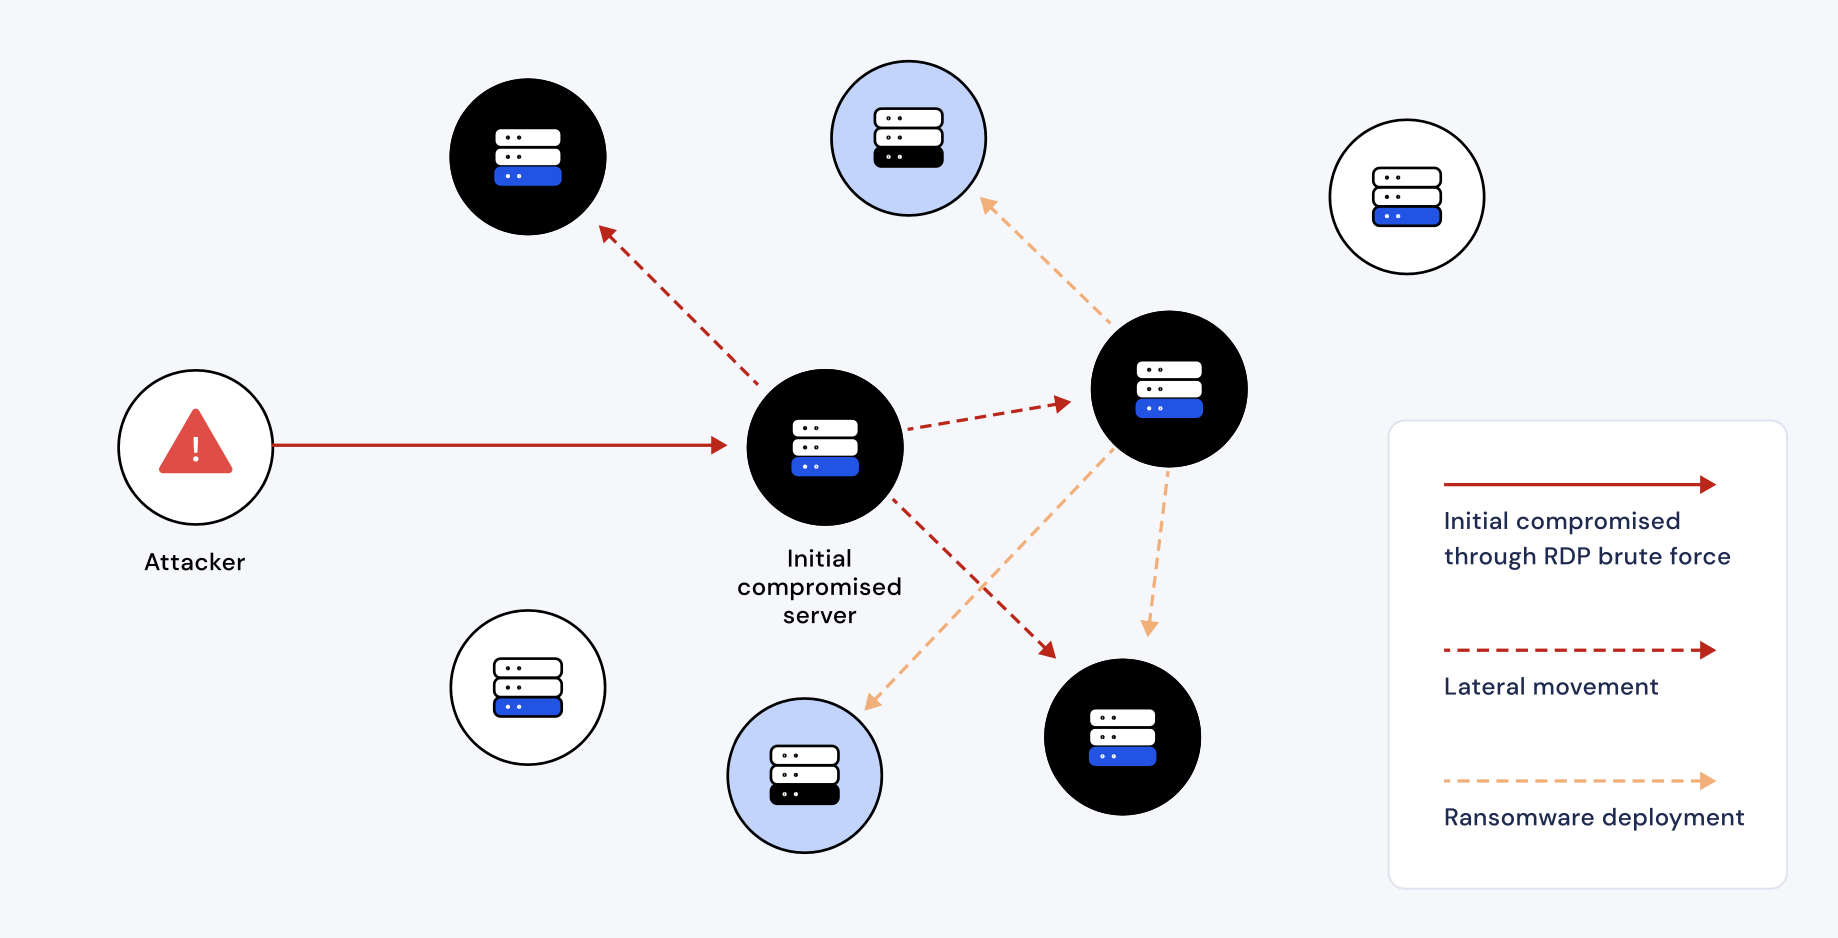 Attacker
Initial
compromised
server
Initial compromised
through RDP brute force
Lateral movement
Ransomware deployment